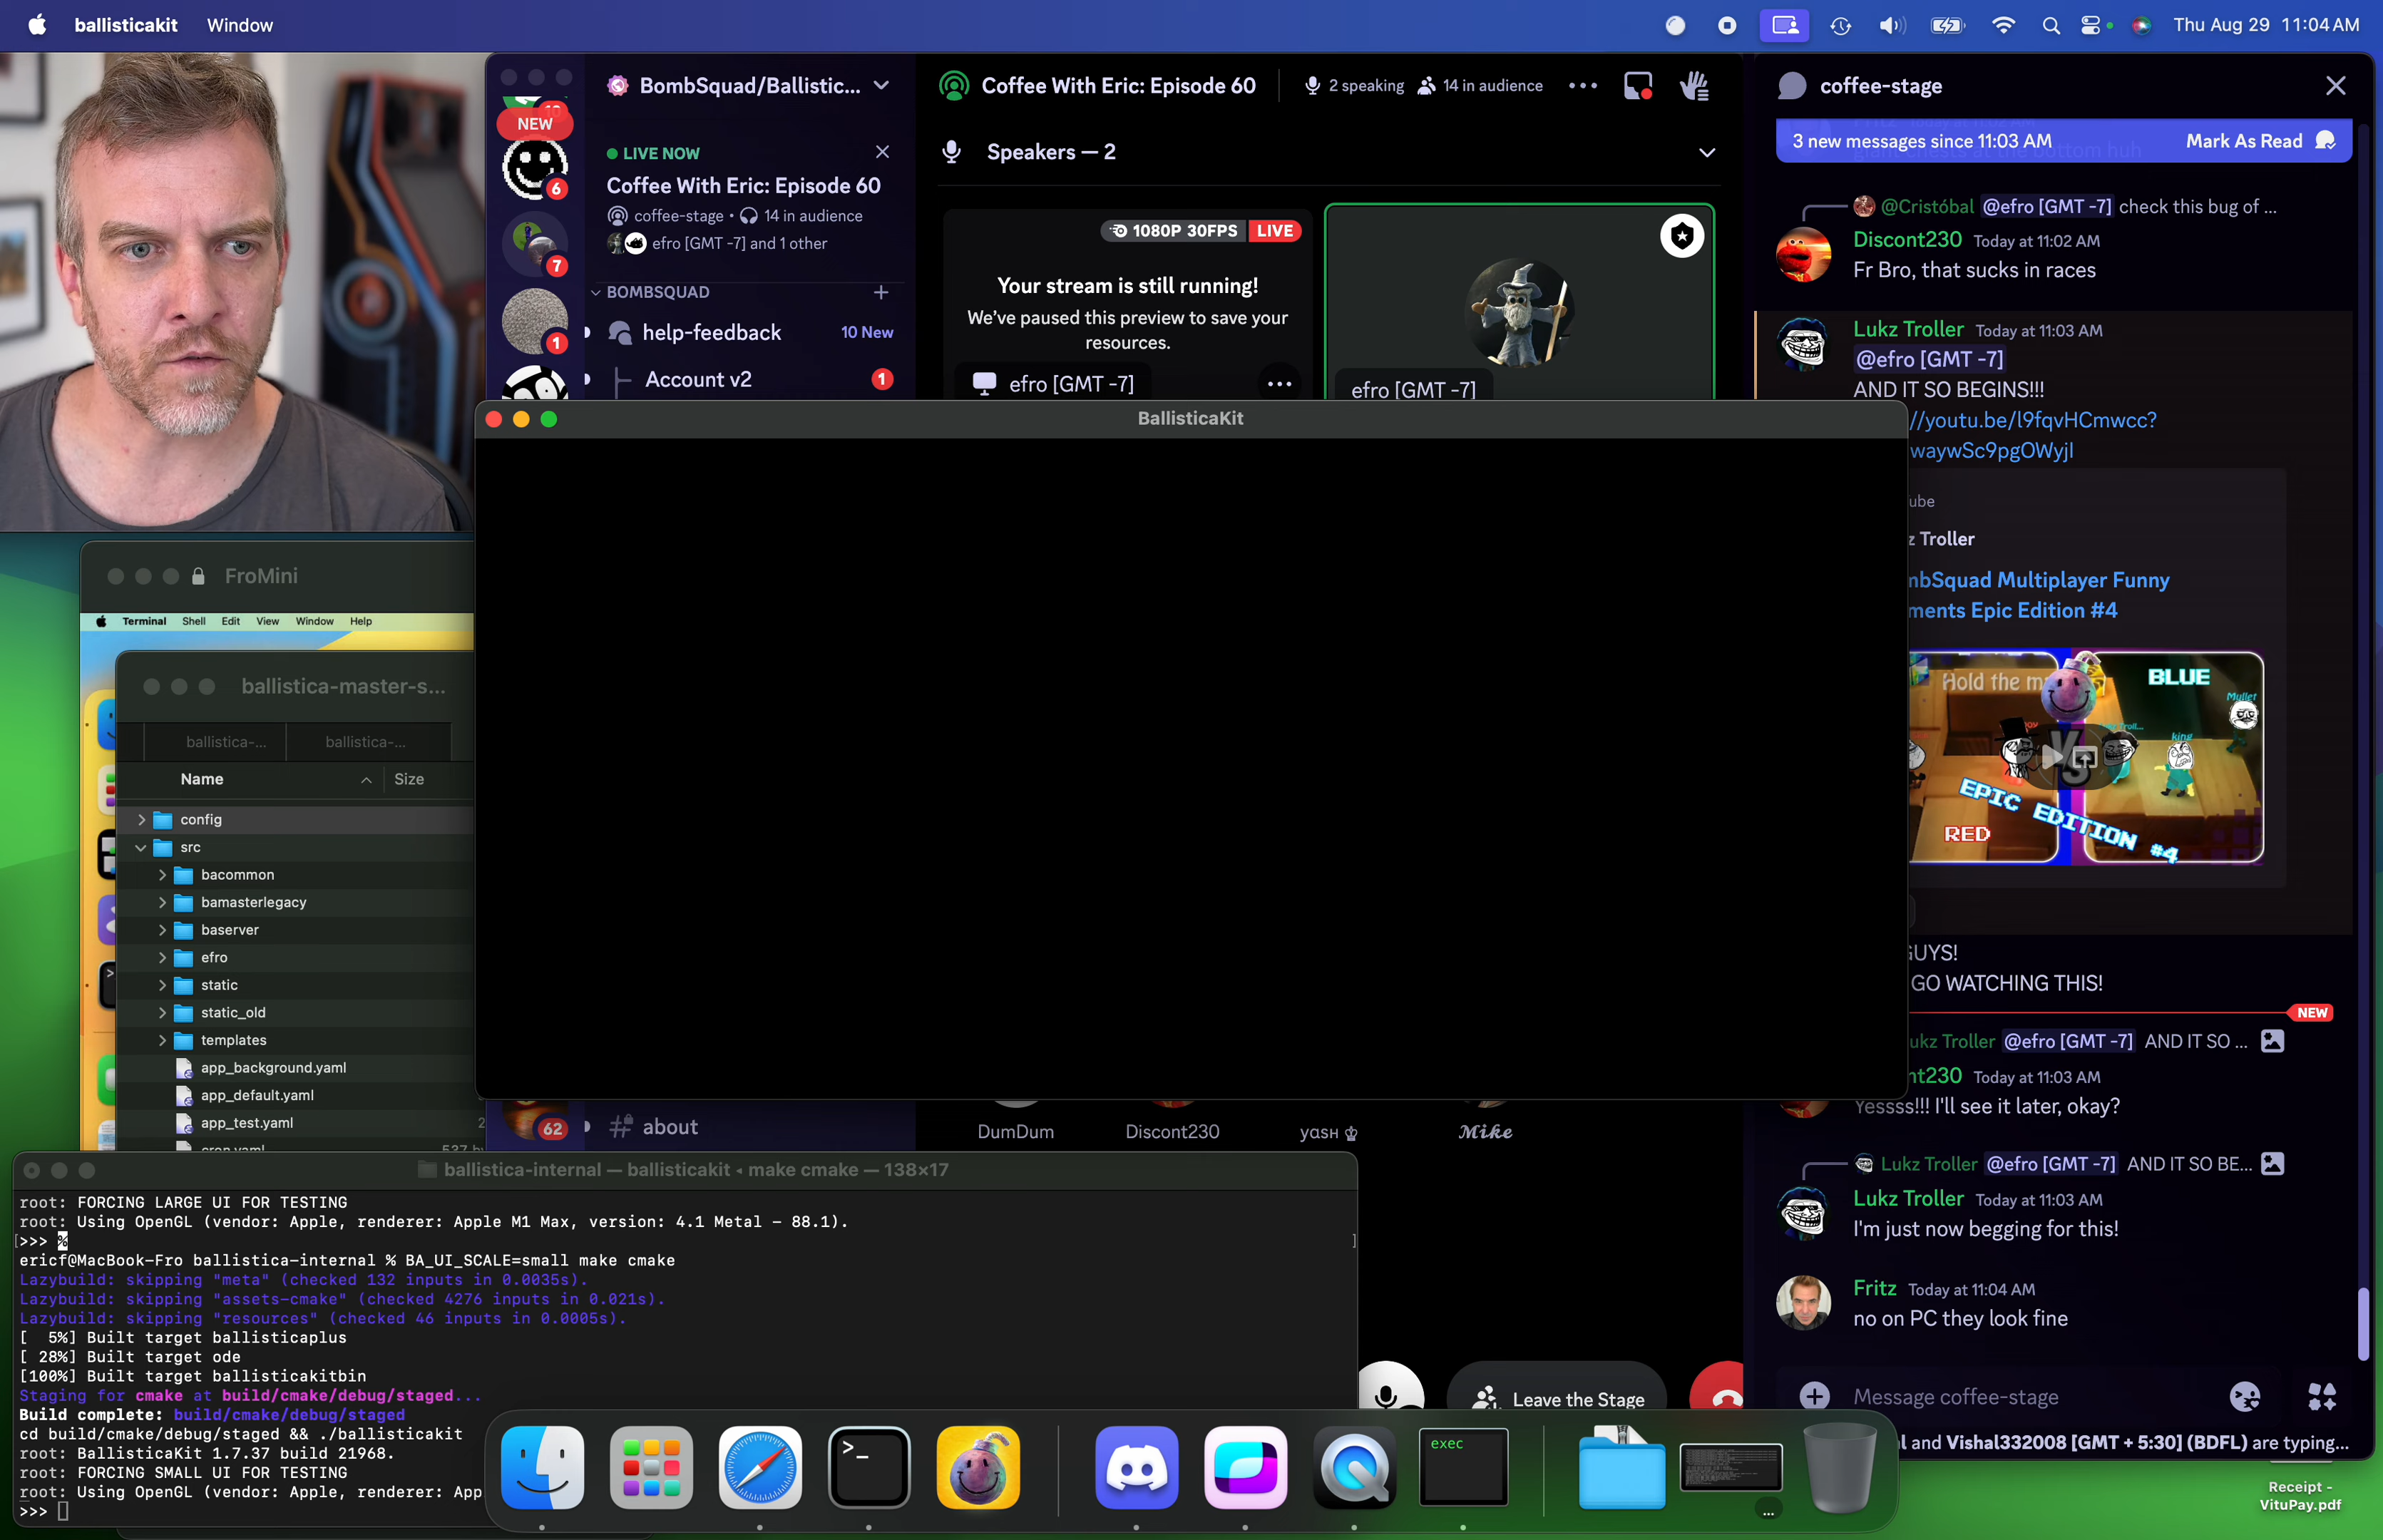 ballisticakit Window
Thu Aug 29 11:04 AM
NEW
6
7
1
62
BombSquad/Ballistic...
LIVE NOW
Coffee With Eric: Episode 60
coffee-stage • 14 in audience
efro [GMT -7] and 1 other
BOMBSQUAD
help-feedback 10 New
Account v2 1
about
Coffee With Eric: Episode 60
2 speaking 14 in audience
Speakers — 2
1080P 30FPS LIVE
Your stream is still running!
We've paused this preview to save your
resources.
efro [GMT -7]
efro [GMT -7]
DumDum Discont230 yasн Mike
Leave the Stage
coffee-stage
3 new messages since 11:03 AM Mark As Read
@Cristóbal @efro [GMT -7] check this bug of ...
Discont230 Today at 11:02 AM
Fr Bro, that sucks in races
Lukz Troller Today at 11:03 AM
@efro [GMT -7]
AND IT SO BEGINS!!!
//youtu.be/l9fqvHCmwcc?
waywSc9pgOWyjl
ube
z Troller
mbSquad Multiplayer Funny
ments Epic Edition #4
Hold the m
BLUE
Mullet
king
VS
EPIC EDITION #4
RED
GUYS!
GO WATCHING THIS!
NEW
ukz Troller @efro [GMT -7] AND IT SO ...
nt230 Today at 11:03 AM
Yessss!!! I'll see it later, okay?
Lukz Troller @efro [GMT -7] AND IT SO BE...
Lukz Troller Today at 11:03 AM
I'm just now begging for this!
Fritz Today at 11:04 AM
no on PC they look fine
Message coffee-stage
l and Vishal332008 [GMT + 5:30] (BDFL) are typing...
BallisticaKit
FroMini
Terminal Shell Edit View Window Help
ballistica-master-s...
ballistica-... ballistica-...
Name Size
config
src
bacommon
bamasterlegacy
baserver
efro
static
static_old
templates
app_background.yaml
app_default.yaml
app_test.yaml
cron.yaml
ballistica-internal — ballisticakit ◂ make cmake — 138×17
root: FORCING LARGE UI FOR TESTING
root: Using OpenGL (vendor: Apple, renderer: Apple M1 Max, version: 4.1 Metal - 88.1).
[>>> % ]
ericf@MacBook-Fro ballistica-internal % BA_UI_SCALE=small make cmake
Lazybuild: skipping "meta" (checked 132 inputs in 0.0035s).
Lazybuild: skipping "assets-cmake" (checked 4276 inputs in 0.021s).
Lazybuild: skipping "resources" (checked 46 inputs in 0.0005s).
[ 5%] Built target ballisticaplus
[ 28%] Built target ode
[100%] Built target ballisticakitbin
Staging for cmake at build/cmake/debug/staged...
Build complete: build/cmake/debug/staged
cd build/cmake/debug/staged && ./ballisticakit
root: BallisticaKit 1.7.37 build 21968.
root: FORCING SMALL UI FOR TESTING
root: Using OpenGL (vendor: Apple, renderer: App
>>>
exec
Receipt -
VituPay.pdf